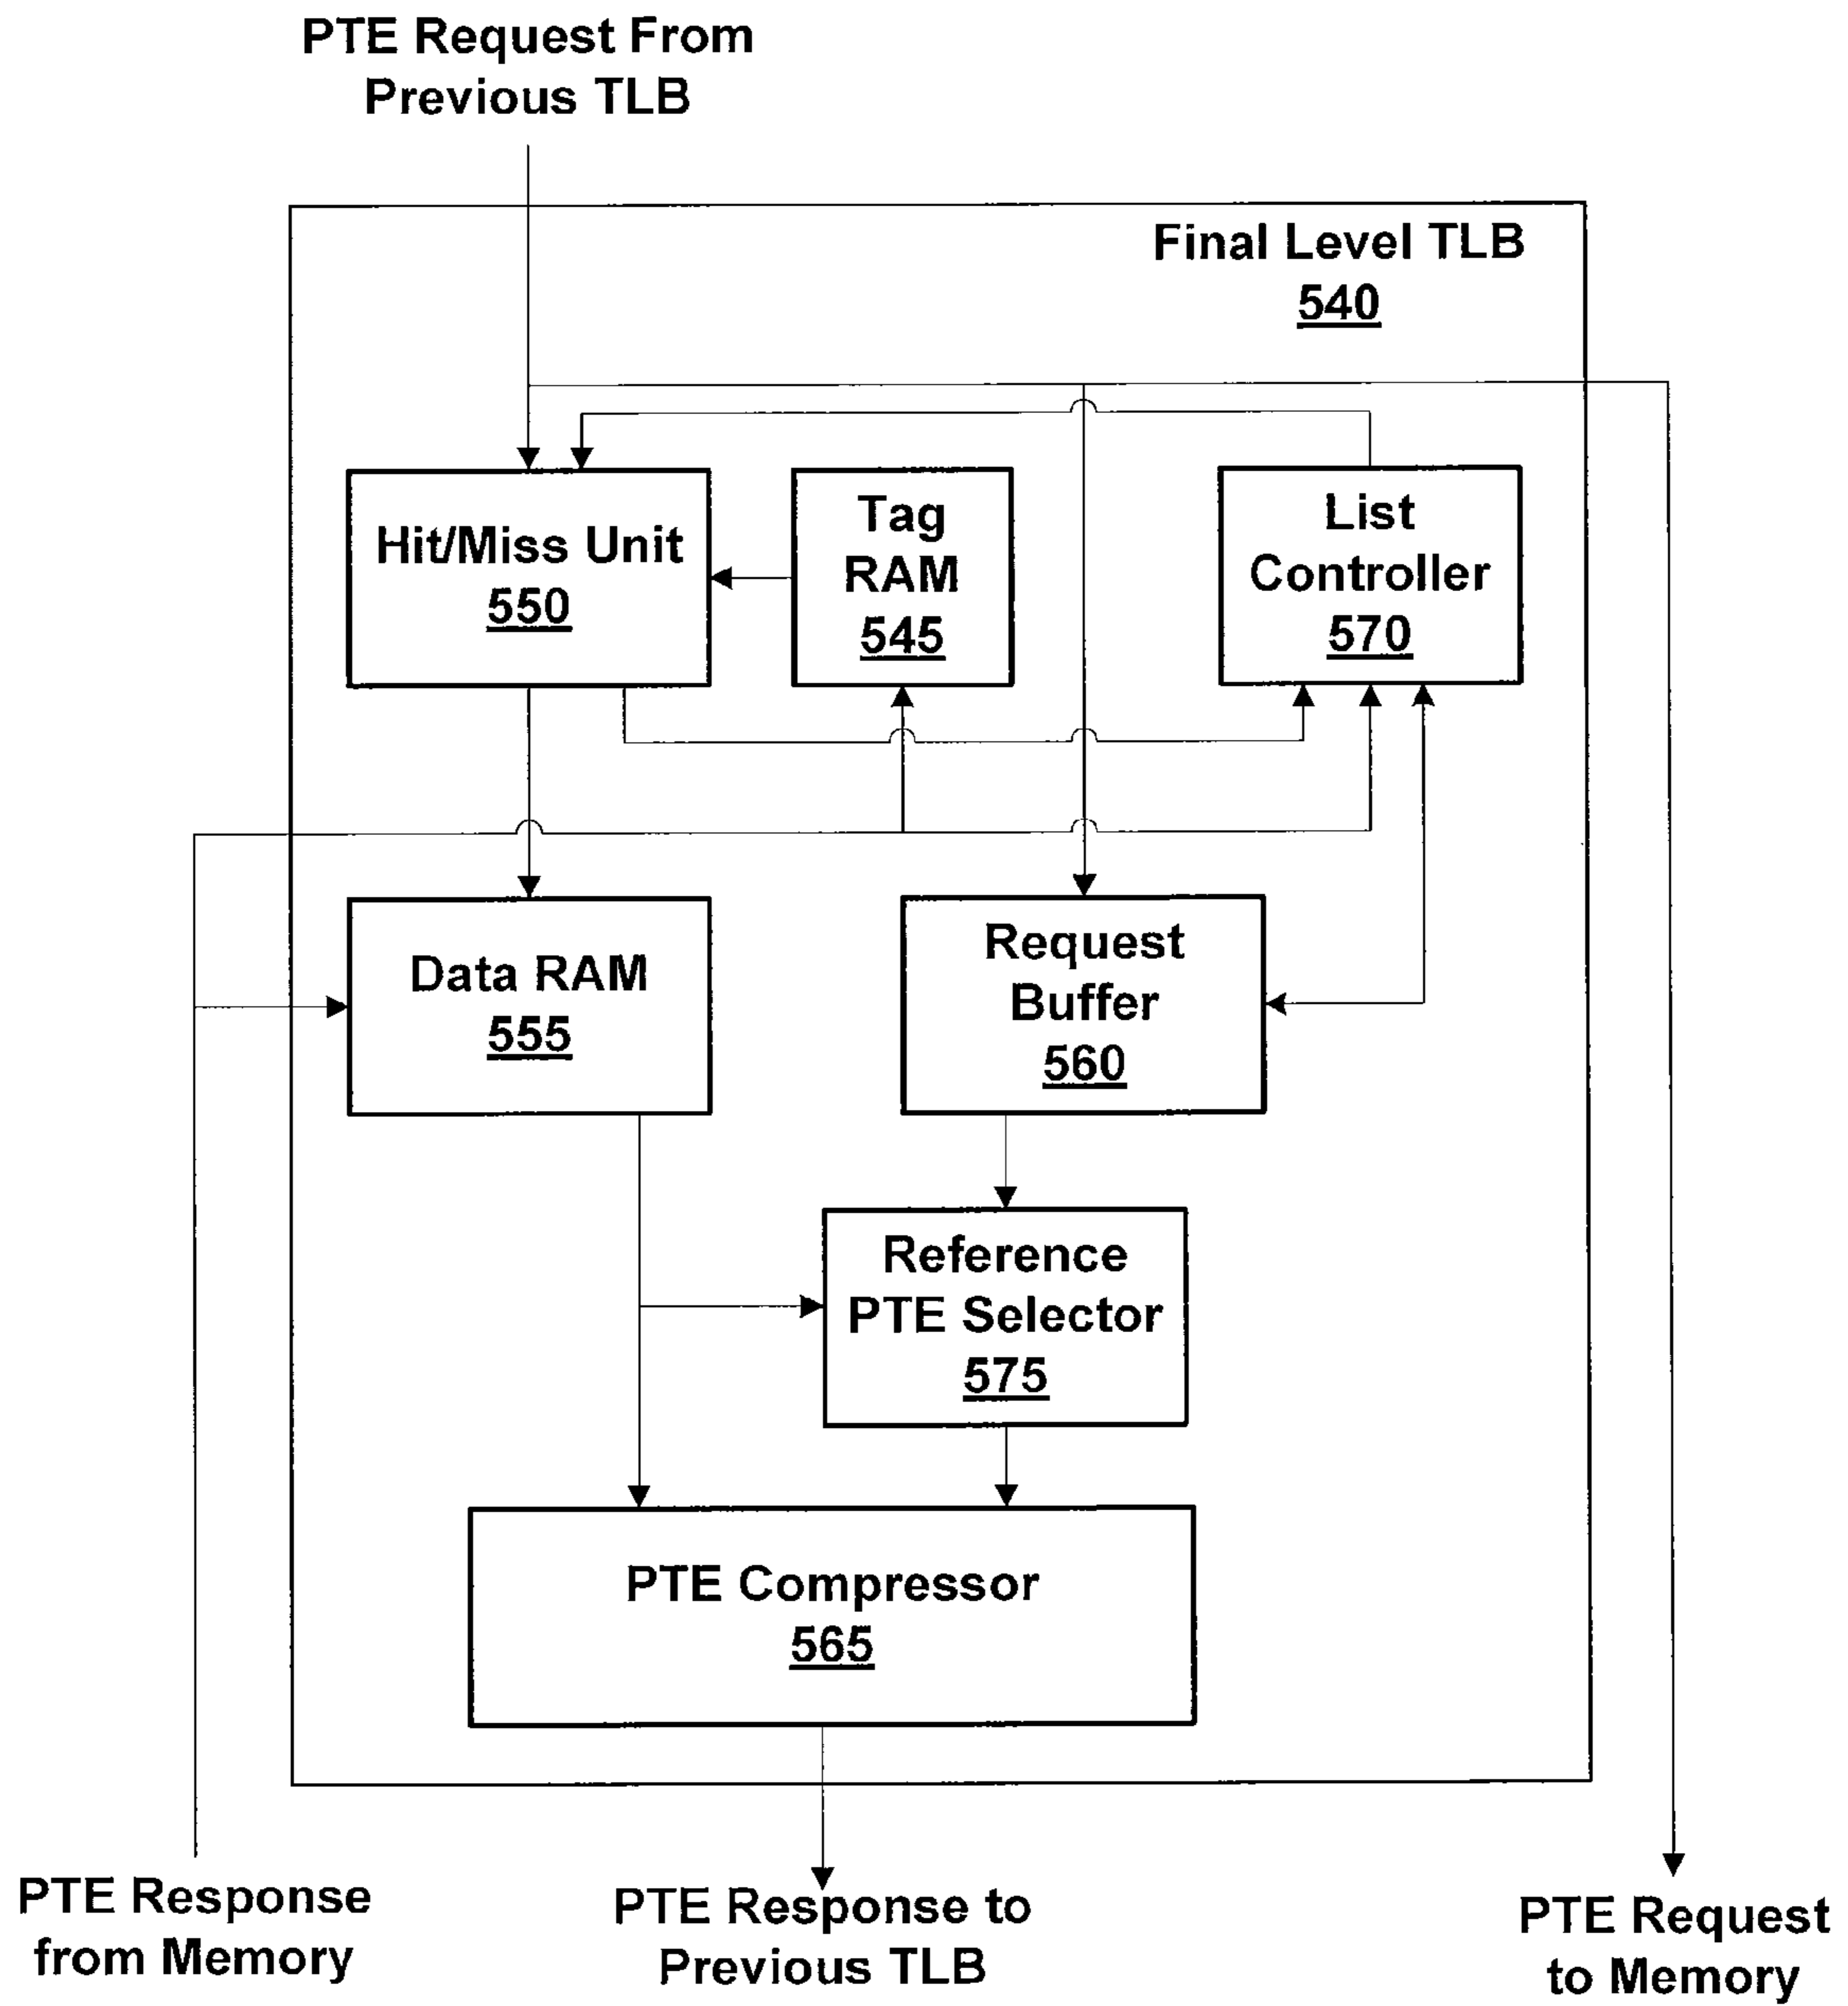 PTE Request From
Previous TLB
Final Level TLB
540
Hit/Miss Unit
550
Tag
RAM
545
List
Controller
570
Data RAM
555
Request
Buffer
560
Reference
PTE Selector
575
PTE Compressor
565
PTE Response
from Memory
PTE Response to
Previous TLB
PTE Request
to Memory